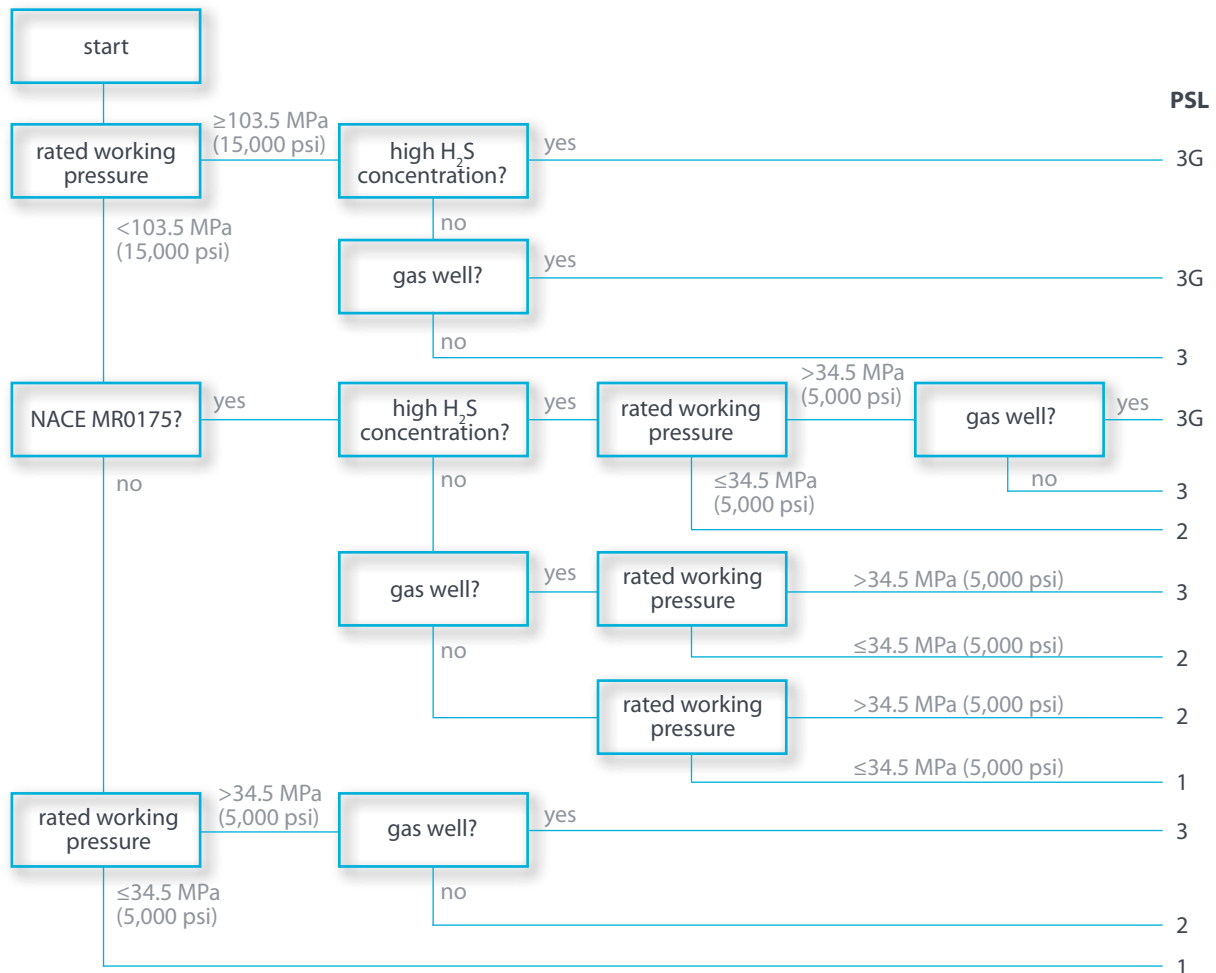 start
PSL
rated working
pressure
≥103.5 MPa
(15,000 psi)
high H₂S
concentration?
yes
3G
<103.5 MPa
(15,000 psi)
no
gas well?
yes
3G
no
3
NACE MR0175?
yes
high H₂S
concentration?
yes
rated working
pressure
>34.5 MPa
(5,000 psi)
gas well?
yes
3G
no
3
≤34.5 MPa
(5,000 psi)
2
no
no
gas well?
yes
rated working
pressure
>34.5 MPa (5,000 psi)
3
≤34.5 MPa (5,000 psi)
2
no
rated working
pressure
>34.5 MPa (5,000 psi)
2
≤34.5 MPa (5,000 psi)
1
rated working
pressure
>34.5 MPa
(5,000 psi)
gas well?
yes
3
no
2
≤34.5 MPa
(5,000 psi)
1